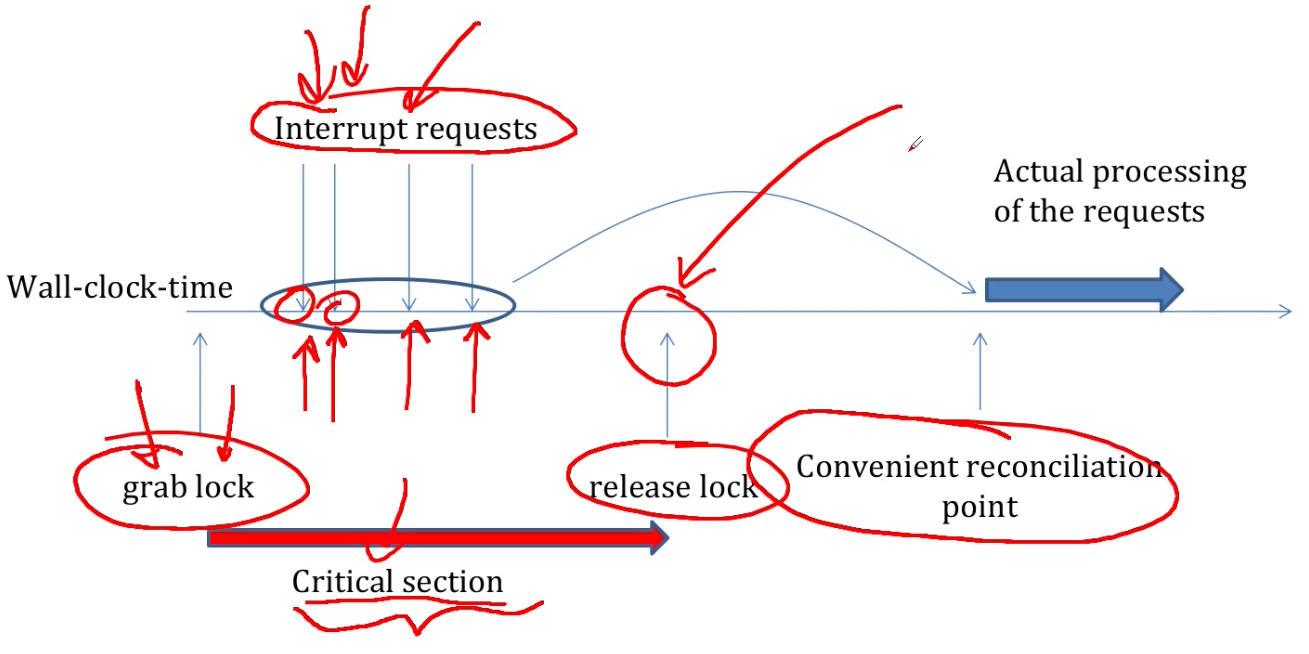 Interrupt requests
Actual processing
of the requests
Wall-clock-time
grab lock
release lock
Convenient reconciliation
point
Critical section